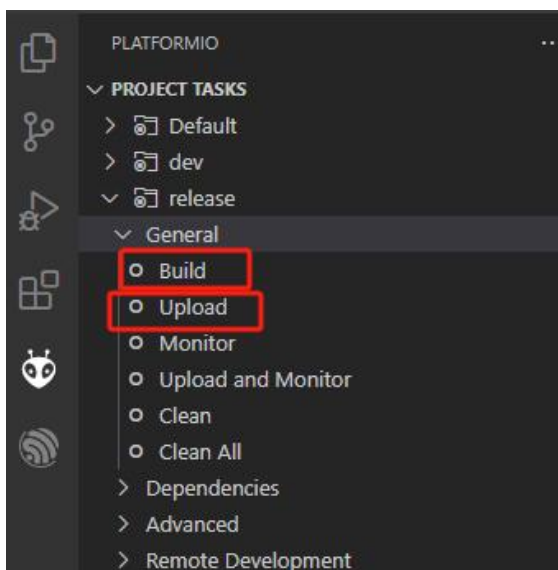 PLATFORMIO
PROJECT TASKS
Default
dev
release
General
Build
Upload
Monitor
Upload and Monitor
Clean
Clean All
Dependencies
Advanced
Remote Development